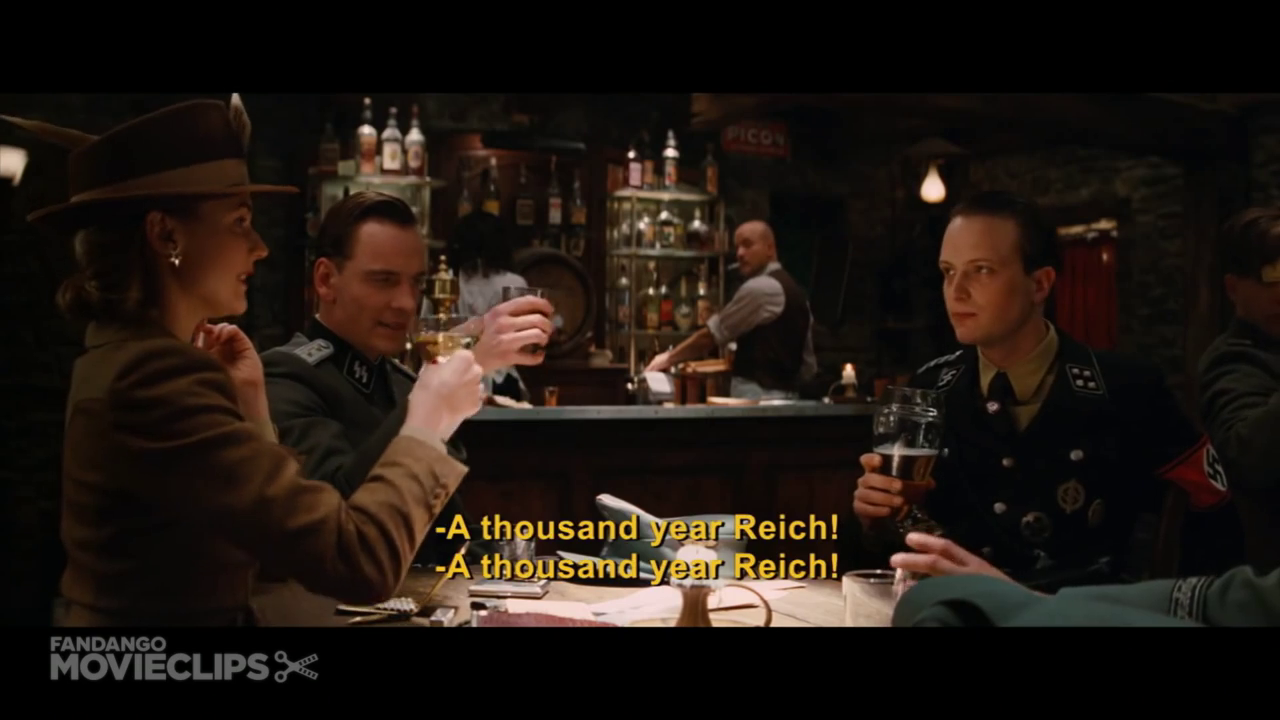 PICON
-A thousand year Reich!
-A thousand year Reich!
FANDANGO
MOVIECLIPS